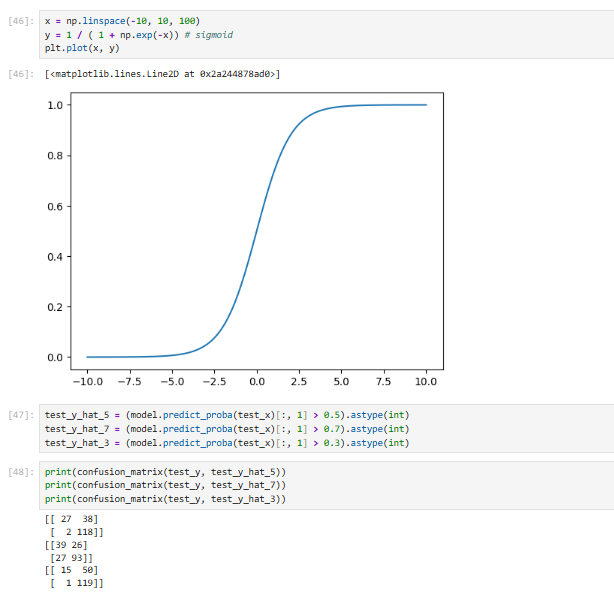 [46]: x = np.linspace(-10, 10, 100)
y = 1 / ( 1 + np.exp(-x)) # sigmoid
plt.plot(x, y)
[46]: [<matplotlib.lines.Line2D at 0x2a244878ad0>]
1.0
0.8
0.6
0.4
0.2
0.0
−10.0 −7.5 −5.0 −2.5 0.0 2.5 5.0 7.5 10.0
[47]: test_y_hat_5 = (model.predict_proba(test_x)[:, 1] > 0.5).astype(int)
test_y_hat_7 = (model.predict_proba(test_x)[:, 1] > 0.7).astype(int)
test_y_hat_3 = (model.predict_proba(test_x)[:, 1] > 0.3).astype(int)
[48]: print(confusion_matrix(test_y, test_y_hat_5))
print(confusion_matrix(test_y, test_y_hat_7))
print(confusion_matrix(test_y, test_y_hat_3))
[[ 27  38]
 [  2 118]]
[[39 26]
 [27 93]]
[[ 15  50]
 [  1 119]]